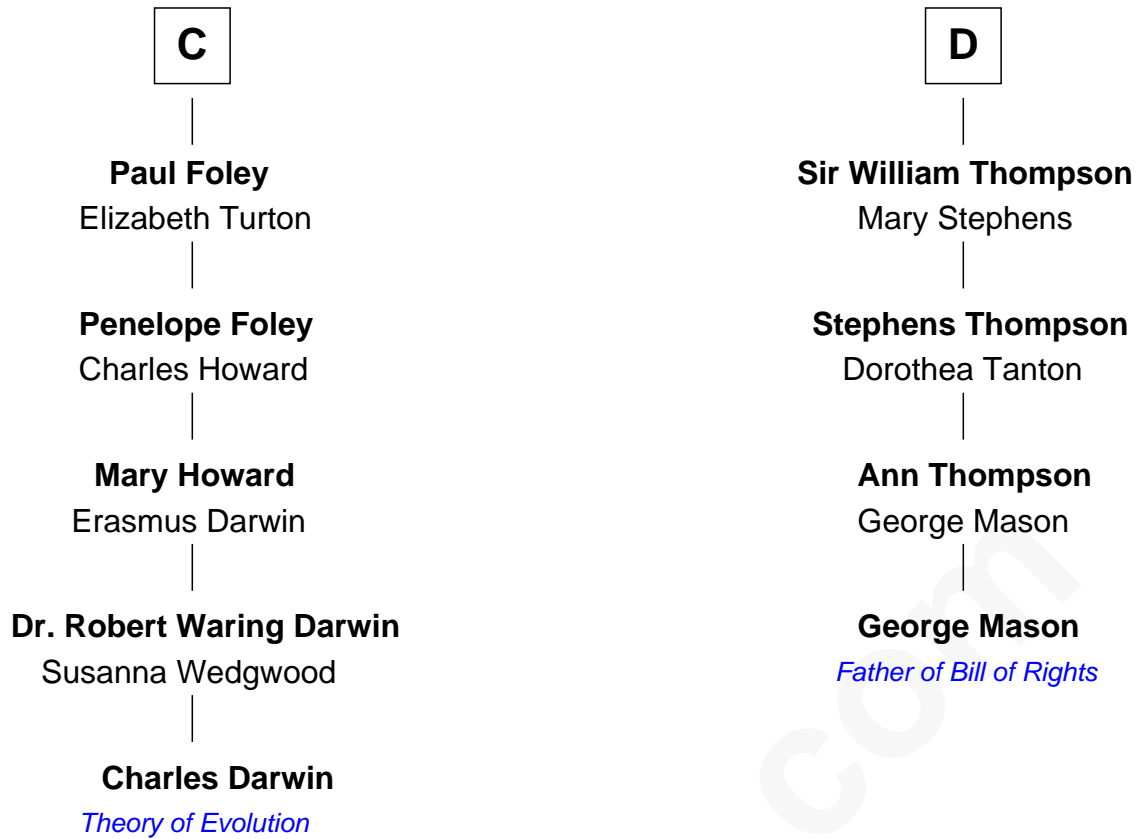 C
Paul Foley
Elizabeth Turton
Penelope Foley
Charles Howard
Mary Howard
Erasmus Darwin
Dr. Robert Waring Darwin
Susanna Wedgwood
Charles Darwin
Theory of Evolution
D
Sir William Thompson
Mary Stephens
Stephens Thompson
Dorothea Tanton
Ann Thompson
George Mason
George Mason
Father of Bill of Rights
com